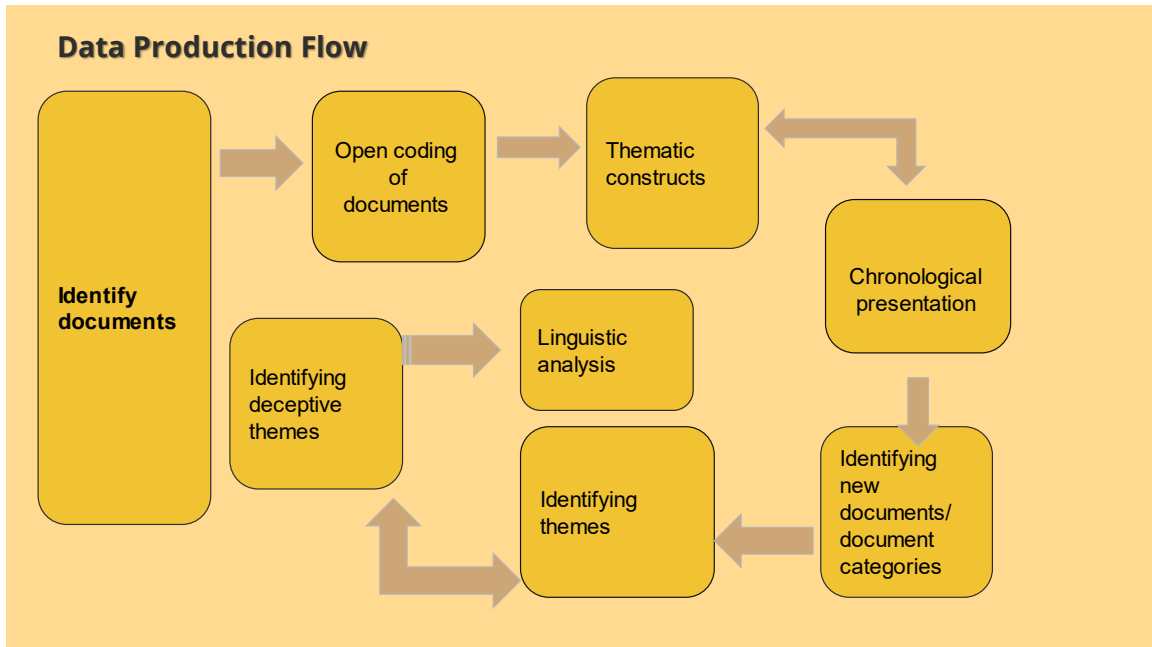 Data Production Flow
Identify
documents
Open coding
of
documents
Thematic
constructs
Chronological
presentation
Identifying
new
documents/
document
categories
Identifying
themes
Identifying
deceptive
themes
Linguistic
analysis